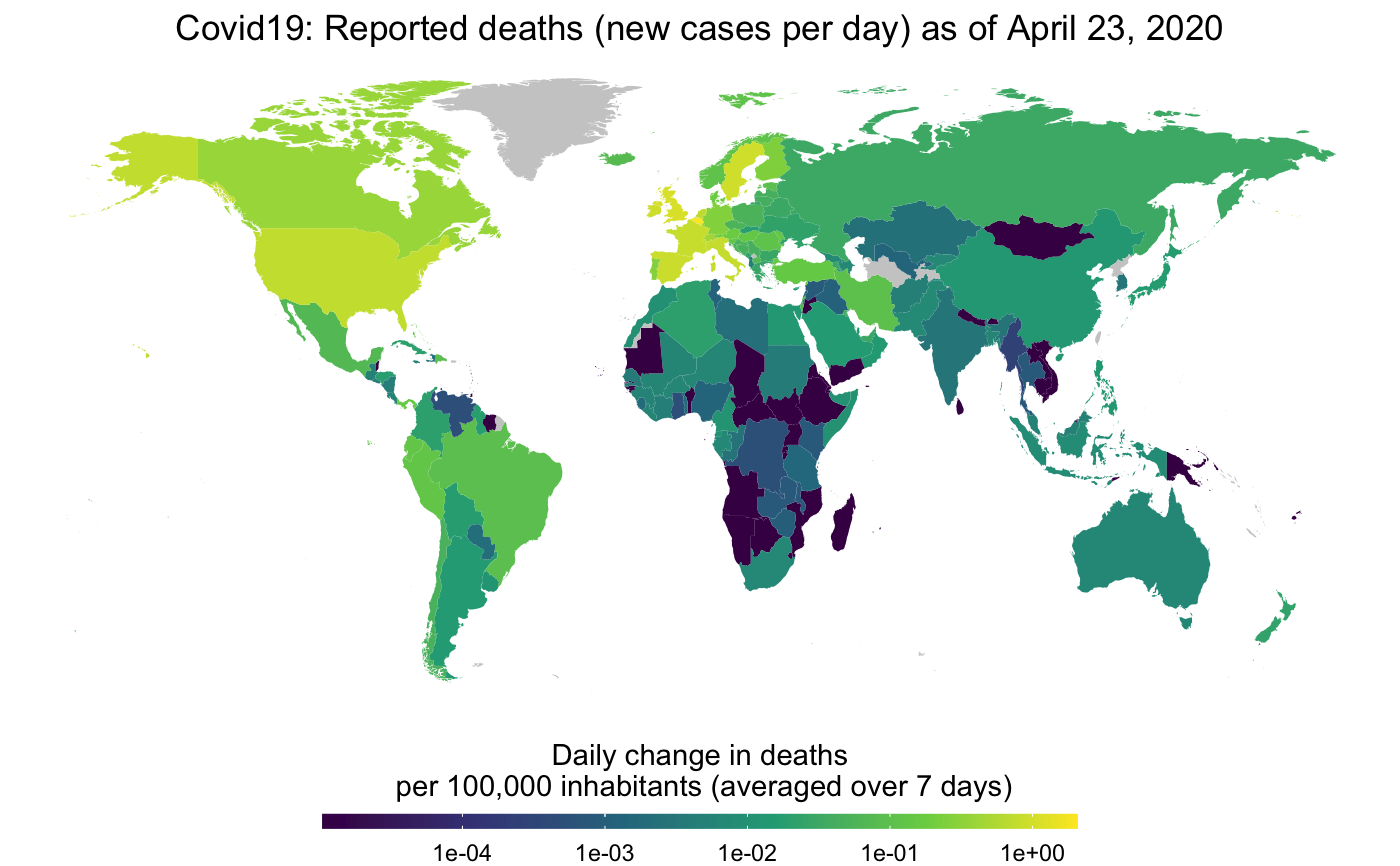 Covid19: Reported deaths (new cases per day) as of April 23, 2020
Daily change in deaths
per 100,000 inhabitants (averaged over 7 days)
1e-04 1e-03 1e-02 1e-01 1e+00